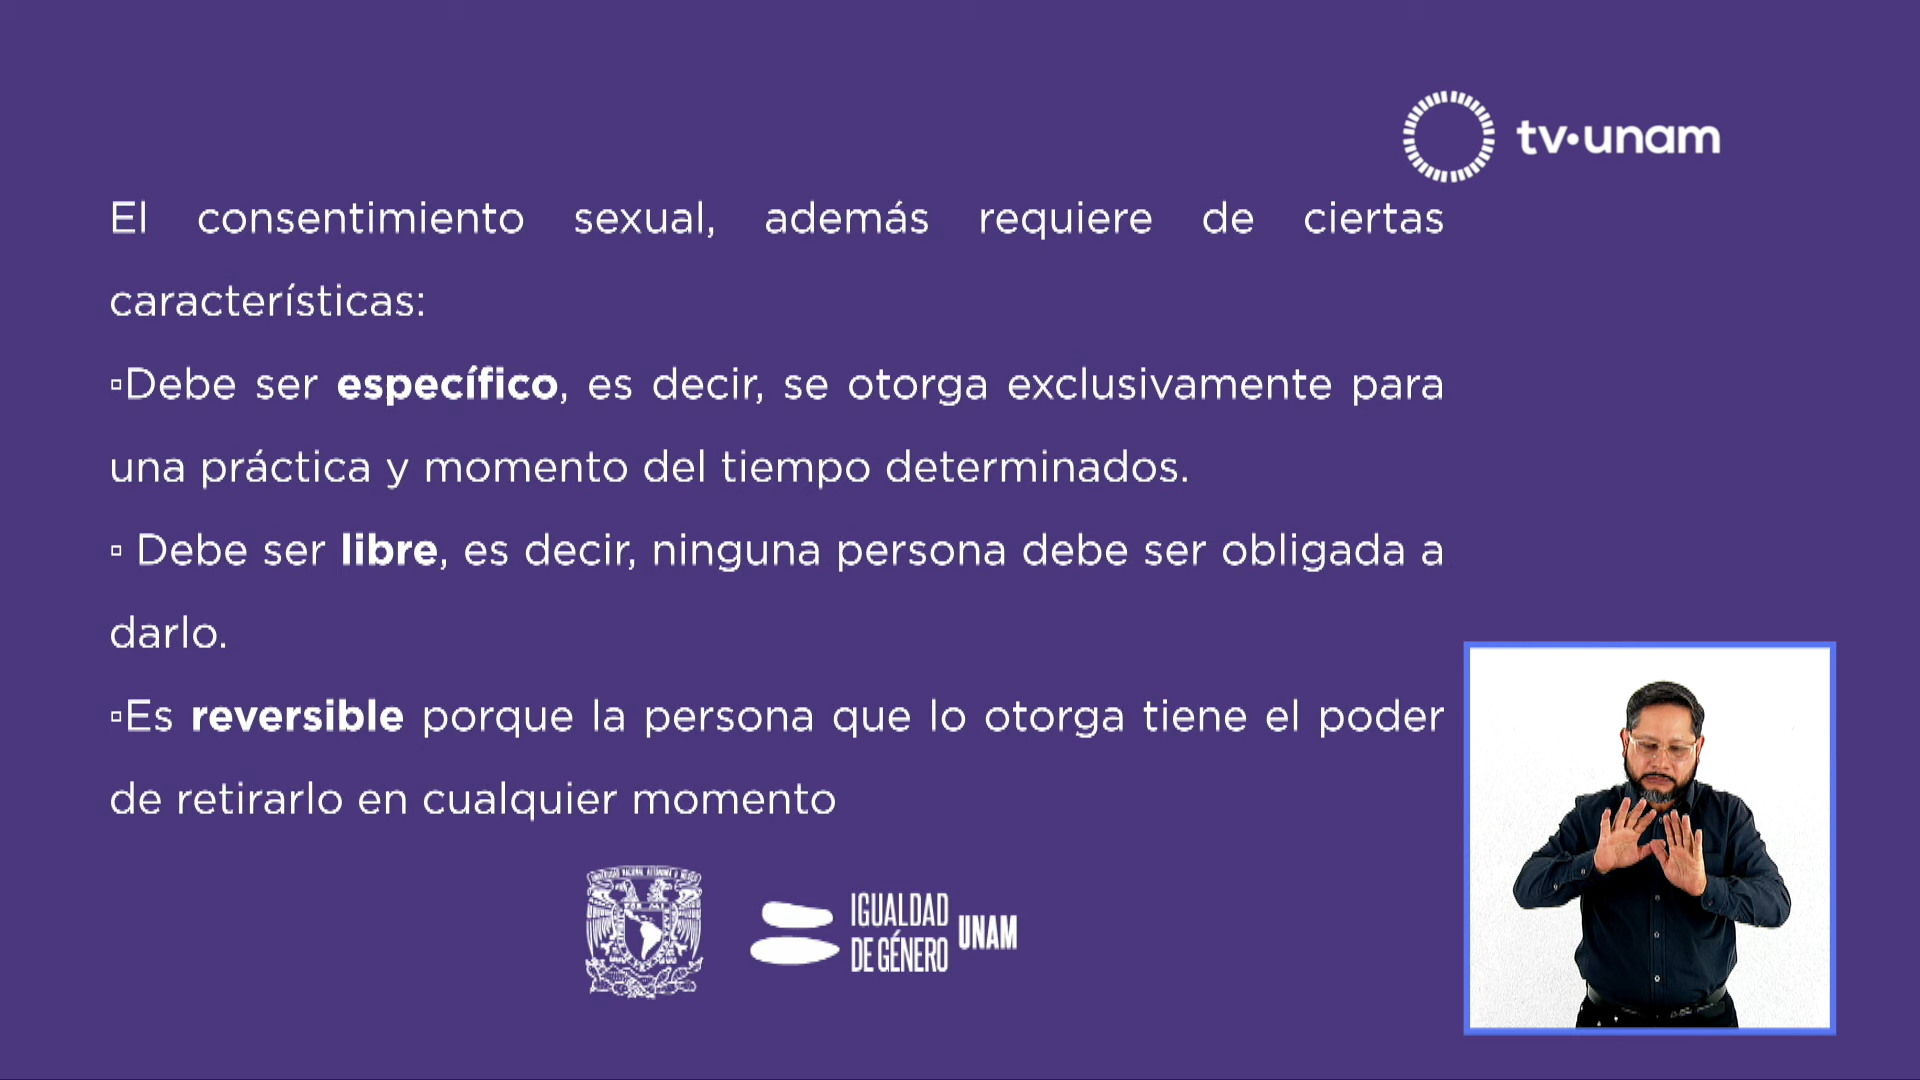 tv·unam
El consentimiento sexual, además requiere de ciertas
características:
▫Debe ser específico, es decir, se otorga exclusivamente para
una práctica y momento del tiempo determinados.
▫ Debe ser libre, es decir, ninguna persona debe ser obligada a
darlo.
▫Es reversible porque la persona que lo otorga tiene el poder
de retirarlo en cualquier momento
IGUALDAD
DE GÉNERO
UNAM